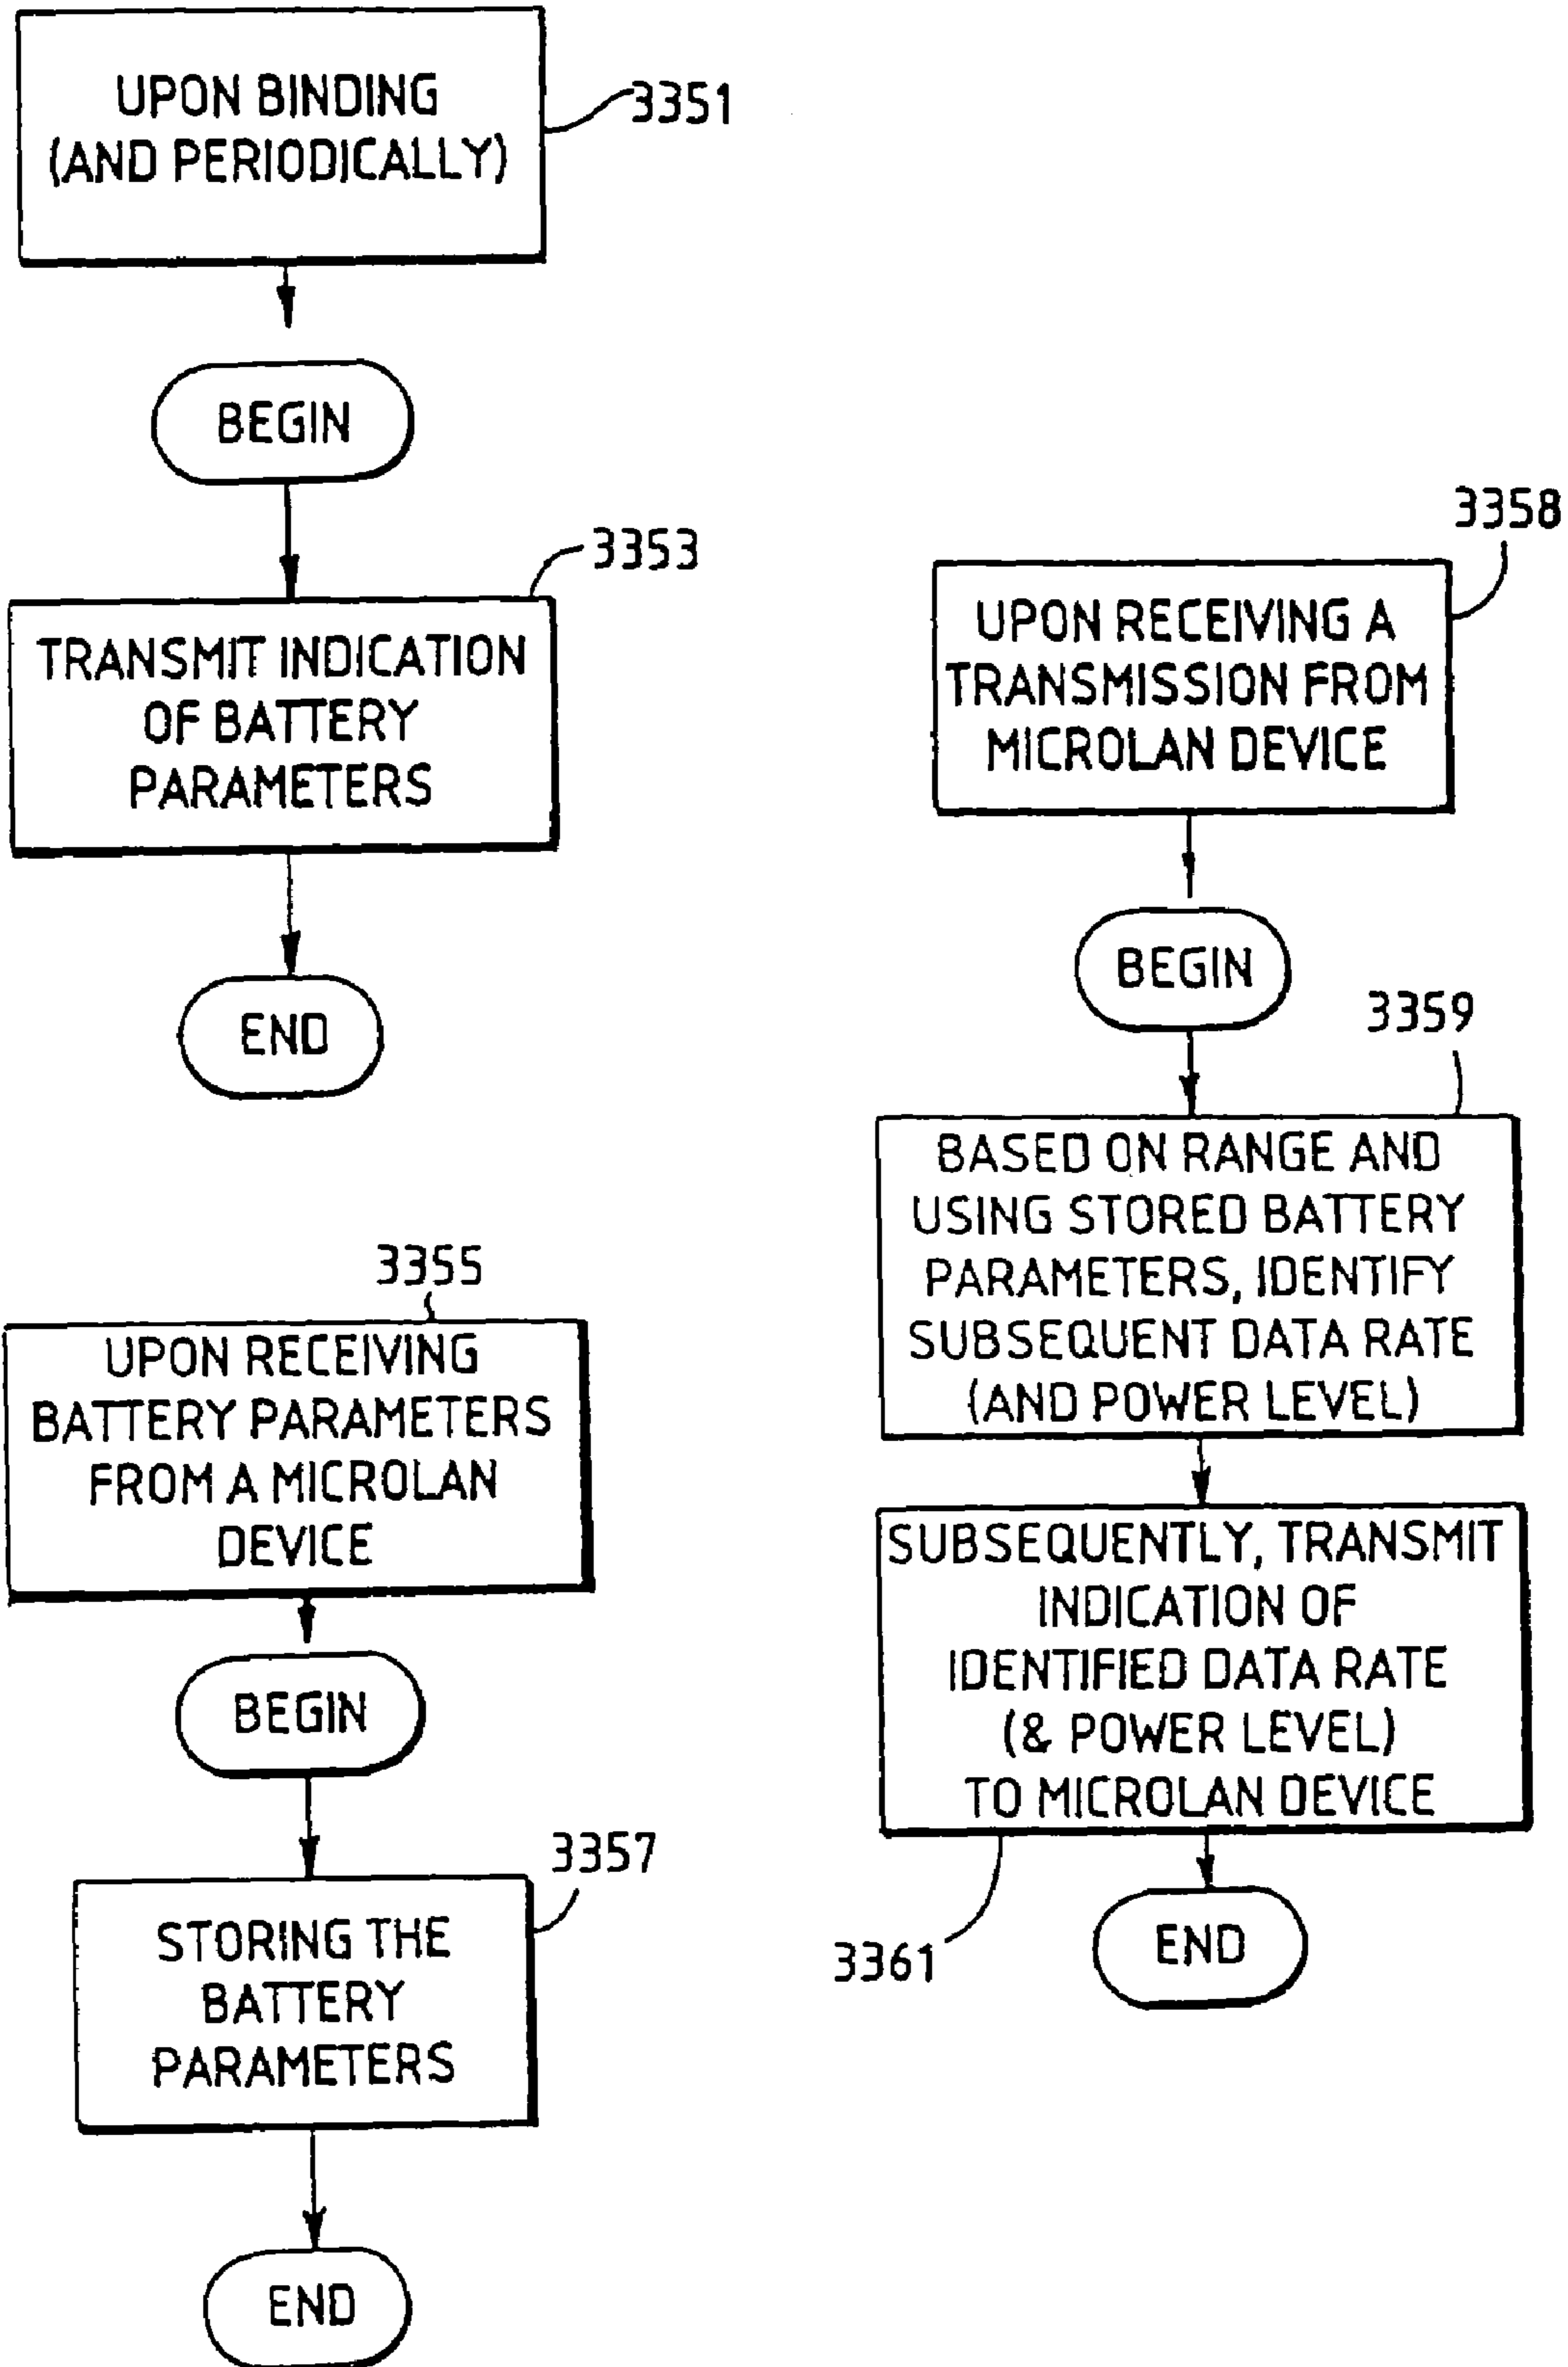 UPON BINDING
(AND PERIODICALLY)
3351
BEGIN
3353
TRANSMIT INDICATION
OF BATTERY
PARAMETERS
END
3355
UPON RECEIVING
BATTERY PARAMETERS
FROM A MICROLAN
DEVICE
BEGIN
3357
STORING THE
BATTERY
PARAMETERS
END
3358
UPON RECEIVING A
TRANSMISSION FROM
MICROLAN DEVICE
BEGIN
3359
BASED ON RANGE AND
USING STORED BATTERY
PARAMETERS, IDENTIFY
SUBSEQUENT DATA RATE
(AND POWER LEVEL)
SUBSEQUENTLY, TRANSMIT
INDICATION OF
IDENTIFIED DATA RATE
(& POWER LEVEL)
TO MICROLAN DEVICE
3361
END